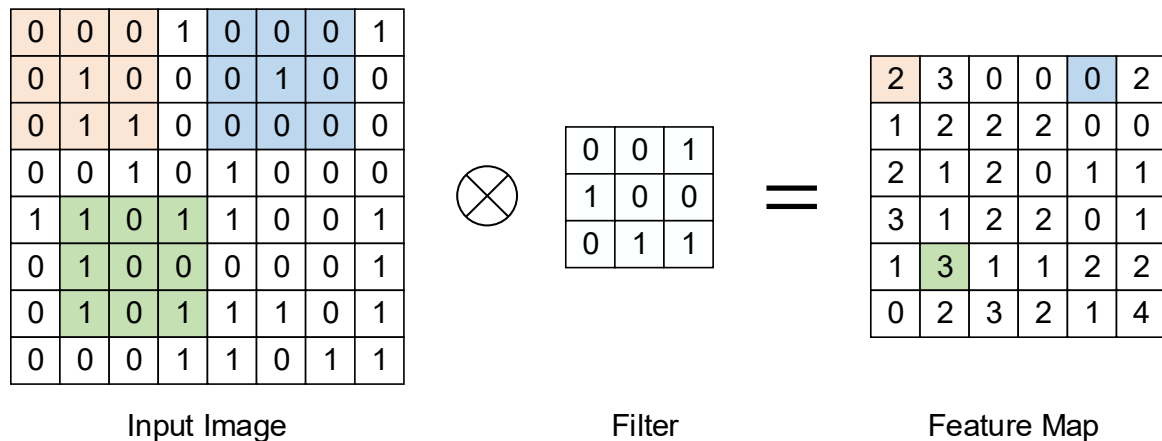 0 0 0 1 0 0 0 1
0 1 0 0 0 1 0 0
0 1 1 0 0 0 0 0
0 0 1 0 1 0 0 0
1 1 0 1 1 0 0 1
0 1 0 0 0 0 0 1
0 1 0 1 1 1 0 1
0 0 0 1 1 0 1 1
Input Image
0 0 1
1 0 0
0 1 1
Filter
=
2 3 0 0 0 2
1 2 2 2 0 0
2 1 2 0 1 1
3 1 2 2 0 1
1 3 1 1 2 2
0 2 3 2 1 4
Feature Map